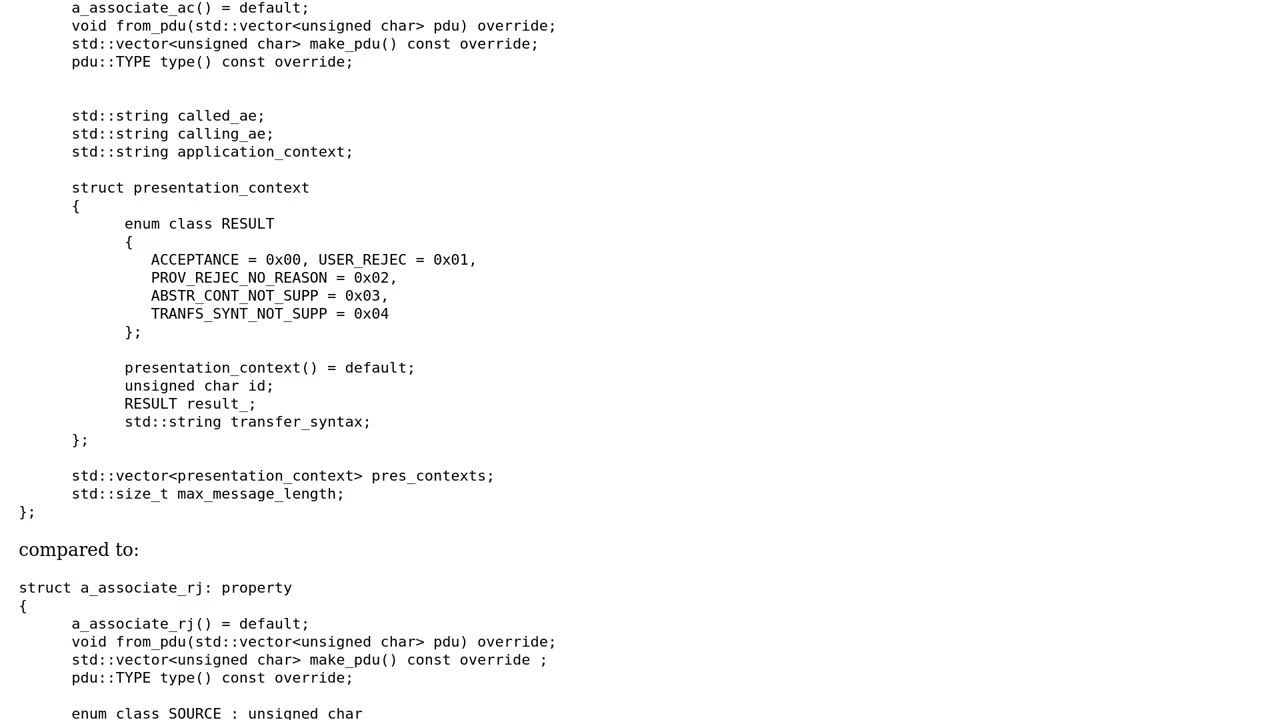 a_associate_ac() = default;
void from_pdu(std::vector<unsigned char> pdu) override;
std::vector<unsigned char> make_pdu() const override;
pdu::TYPE type() const override;
std::string called_ae;
std::string calling_ae;
std::string application_context;
struct presentation_context
{
enum class RESULT
{
ACCEPTANCE = 0x00, USER_REJEC = 0x01,
PROV_REJEC_NO_REASON = 0x02,
ABSTR_CONT_NOT_SUPP = 0x03,
TRANFS_SYNT_NOT_SUPP = 0x04
};
presentation_context() = default;
unsigned char id;
RESULT result_;
std::string transfer_syntax;
};
std::vector<presentation_context> pres_contexts;
std::size_t max_message_length;
};
compared to:
struct a_associate_rj: property
{
a_associate_rj() = default;
void from_pdu(std::vector<unsigned char> pdu) override;
std::vector<unsigned char> make_pdu() const override ;
pdu::TYPE type() const override;
enum class SOURCE : unsigned char